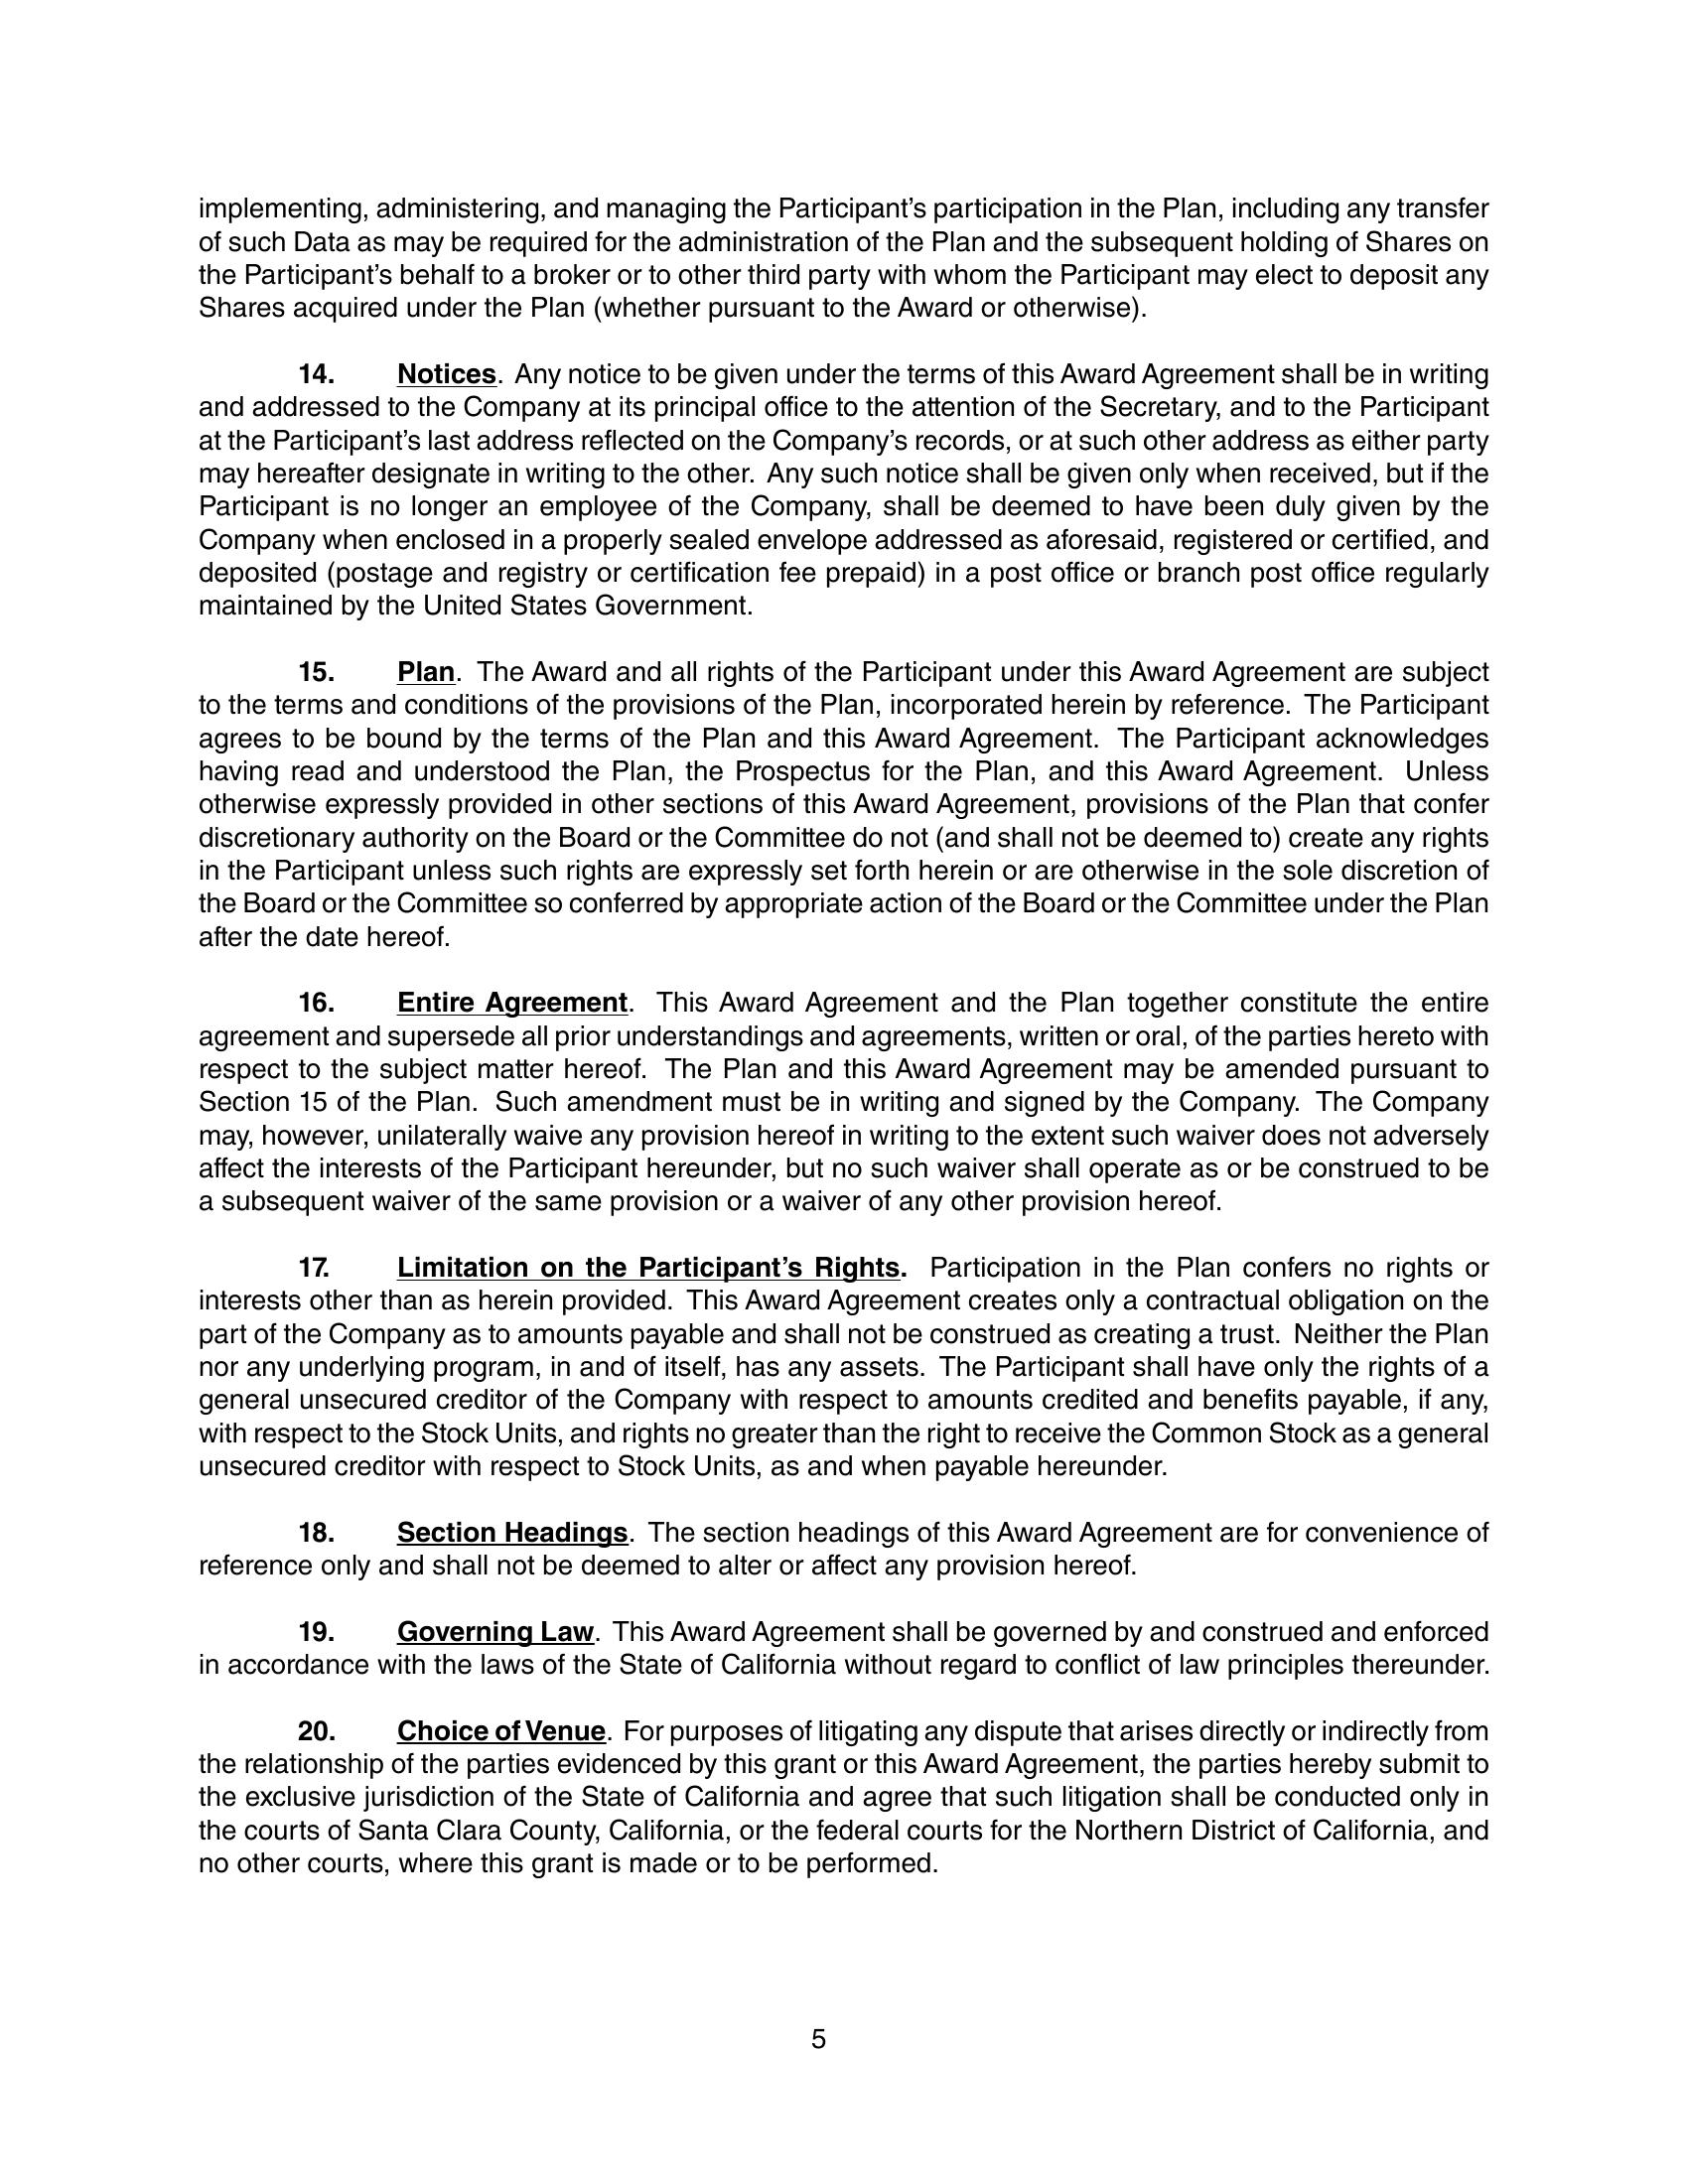 implementing, administering, and managing the Participant’s participation in the Plan, including any transfer
of such Data as may be required for the administration of the Plan and the subsequent holding of Shares on
the Participant’s behalf to a broker or to other third party with whom the Participant may elect to deposit any
Shares acquired under the Plan (whether pursuant to the Award or otherwise).
14. Notices. Any notice to be given under the terms of this Award Agreement shall be in writing
and addressed to the Company at its principal office to the attention of the Secretary, and to the Participant
at the Participant’s last address reflected on the Company’s records, or at such other address as either party
may hereafter designate in writing to the other. Any such notice shall be given only when received, but if the
Participant is no longer an employee of the Company, shall be deemed to have been duly given by the
Company when enclosed in a properly sealed envelope addressed as aforesaid, registered or certified, and
deposited (postage and registry or certification fee prepaid) in a post office or branch post office regularly
maintained by the United States Government.
15. Plan. The Award and all rights of the Participant under this Award Agreement are subject
to the terms and conditions of the provisions of the Plan, incorporated herein by reference. The Participant
agrees to be bound by the terms of the Plan and this Award Agreement. The Participant acknowledges
having read and understood the Plan, the Prospectus for the Plan, and this Award Agreement. Unless
otherwise expressly provided in other sections of this Award Agreement, provisions of the Plan that confer
discretionary authority on the Board or the Committee do not (and shall not be deemed to) create any rights
in the Participant unless such rights are expressly set forth herein or are otherwise in the sole discretion of
the Board or the Committee so conferred by appropriate action of the Board or the Committee under the Plan
after the date hereof.
16. Entire Agreement. This Award Agreement and the Plan together constitute the entire
agreement and supersede all prior understandings and agreements, written or oral, of the parties hereto with
respect to the subject matter hereof. The Plan and this Award Agreement may be amended pursuant to
Section 15 of the Plan. Such amendment must be in writing and signed by the Company. The Company
may, however, unilaterally waive any provision hereof in writing to the extent such waiver does not adversely
affect the interests of the Participant hereunder, but no such waiver shall operate as or be construed to be
a subsequent waiver of the same provision or a waiver of any other provision hereof.
17. Limitation on the Participant’s Rights. Participation in the Plan confers no rights or
interests other than as herein provided. This Award Agreement creates only a contractual obligation on the
part of the Company as to amounts payable and shall not be construed as creating a trust. Neither the Plan
nor any underlying program, in and of itself, has any assets. The Participant shall have only the rights of a
general unsecured creditor of the Company with respect to amounts credited and benefits payable, if any,
with respect to the Stock Units, and rights no greater than the right to receive the Common Stock as a general
unsecured creditor with respect to Stock Units, as and when payable hereunder.
18. Section Headings. The section headings of this Award Agreement are for convenience of
reference only and shall not be deemed to alter or affect any provision hereof.
19. Governing Law. This Award Agreement shall be governed by and construed and enforced
in accordance with the laws of the State of California without regard to conflict of law principles thereunder.
20. Choice of Venue. For purposes of litigating any dispute that arises directly or indirectly from
the relationship of the parties evidenced by this grant or this Award Agreement, the parties hereby submit to
the exclusive jurisdiction of the State of California and agree that such litigation shall be conducted only in
the courts of Santa Clara County, California, or the federal courts for the Northern District of California, and
no other courts, where this grant is made or to be performed.
5